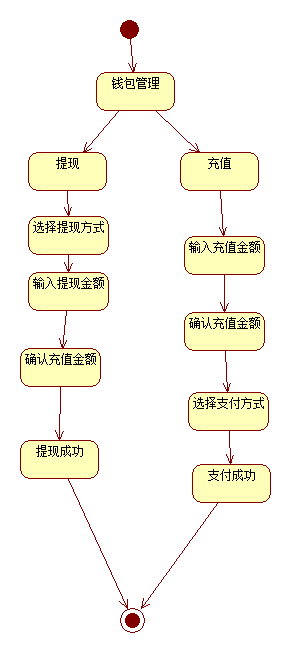 钱包管理
提现
充值
选择提现方式
输入充值金额
输入提现金额
确认充值金额
确认充值金额
选择支付方式
提现成功
支付成功